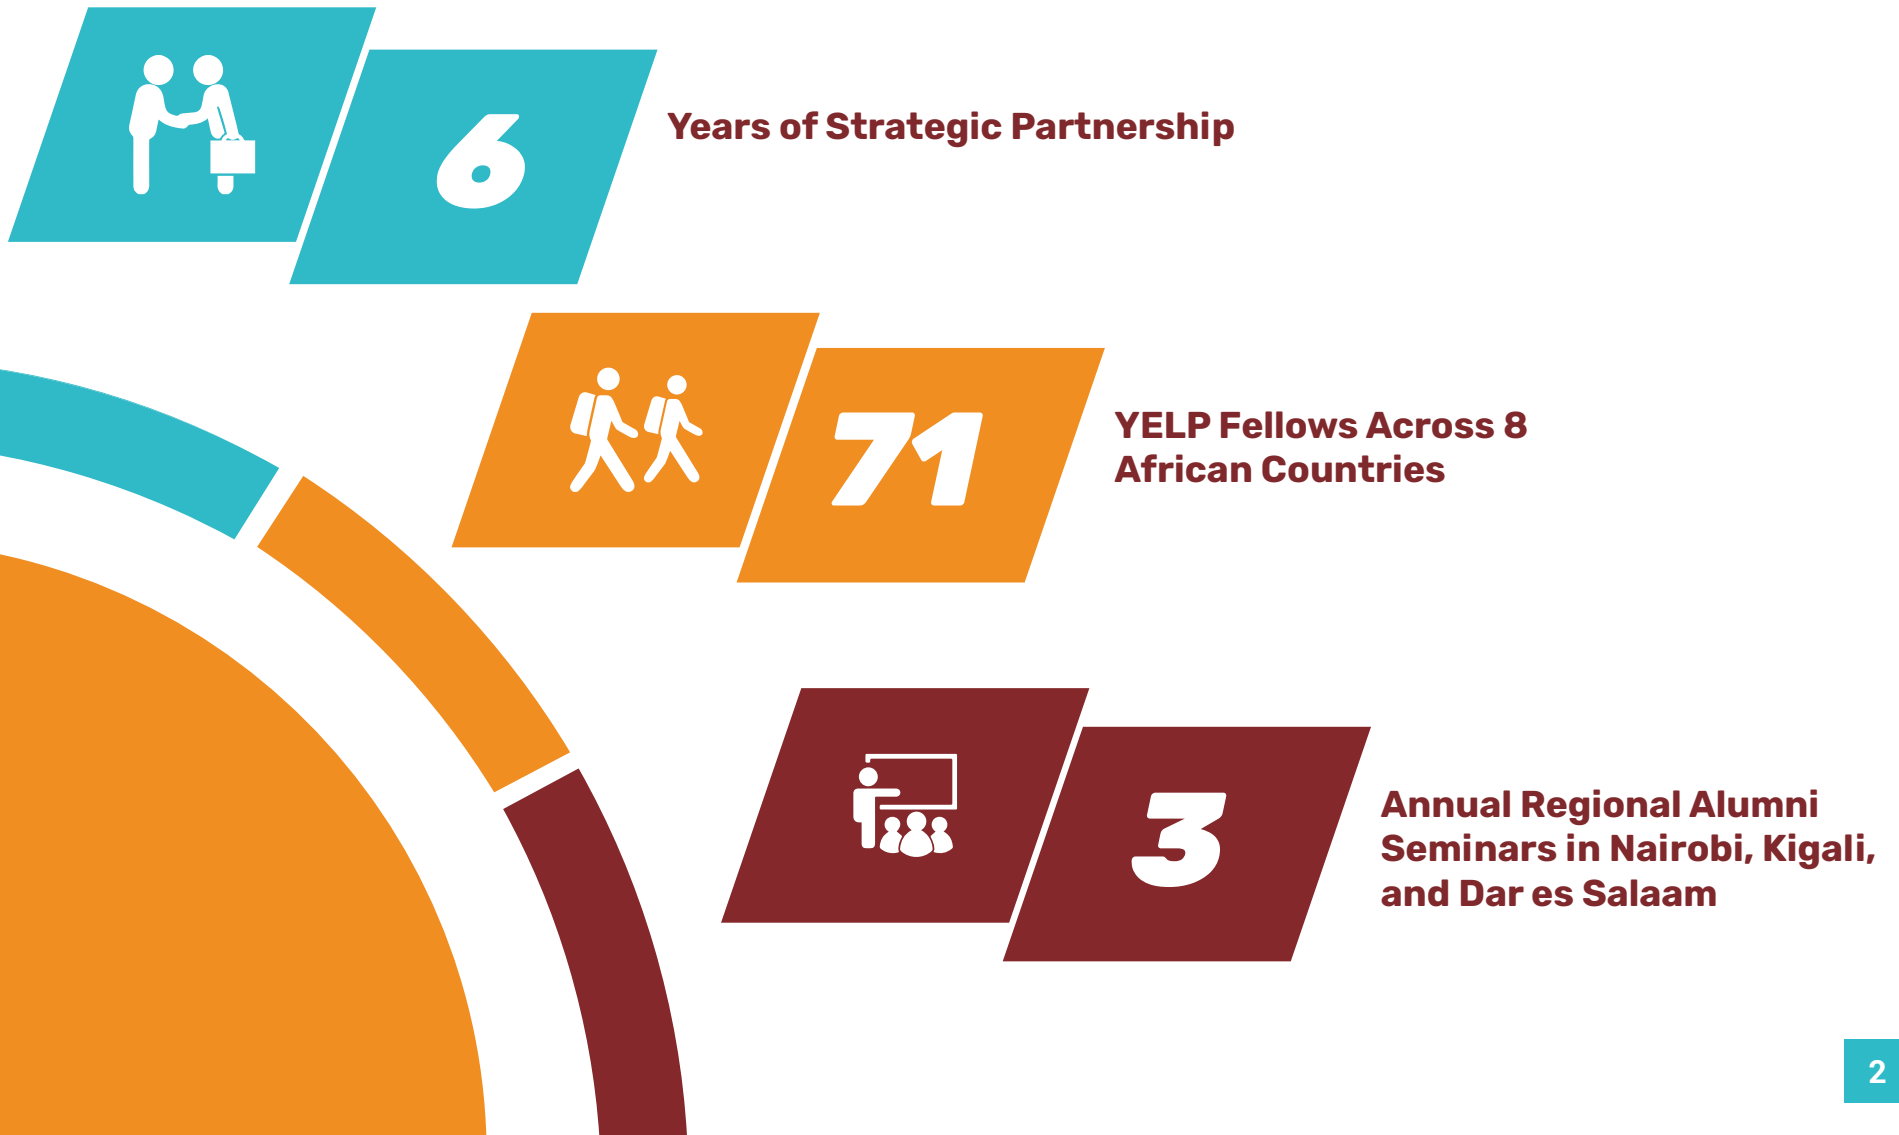 6
Years of Strategic Partnership
71
YELP Fellows Across 8
African Countries
3
Annual Regional Alumni
Seminars in Nairobi, Kigali,
and Dar es Salaam
2